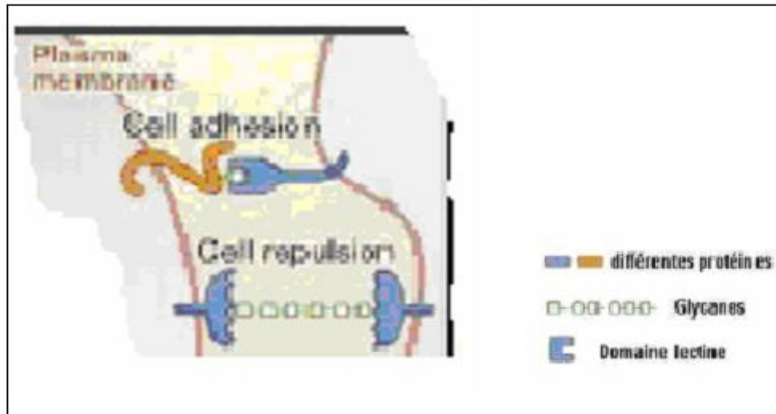 Plasma
membrane
Cell adhesion
Cell repulsion
différentes protéines
Glycanes
Domaine lectine